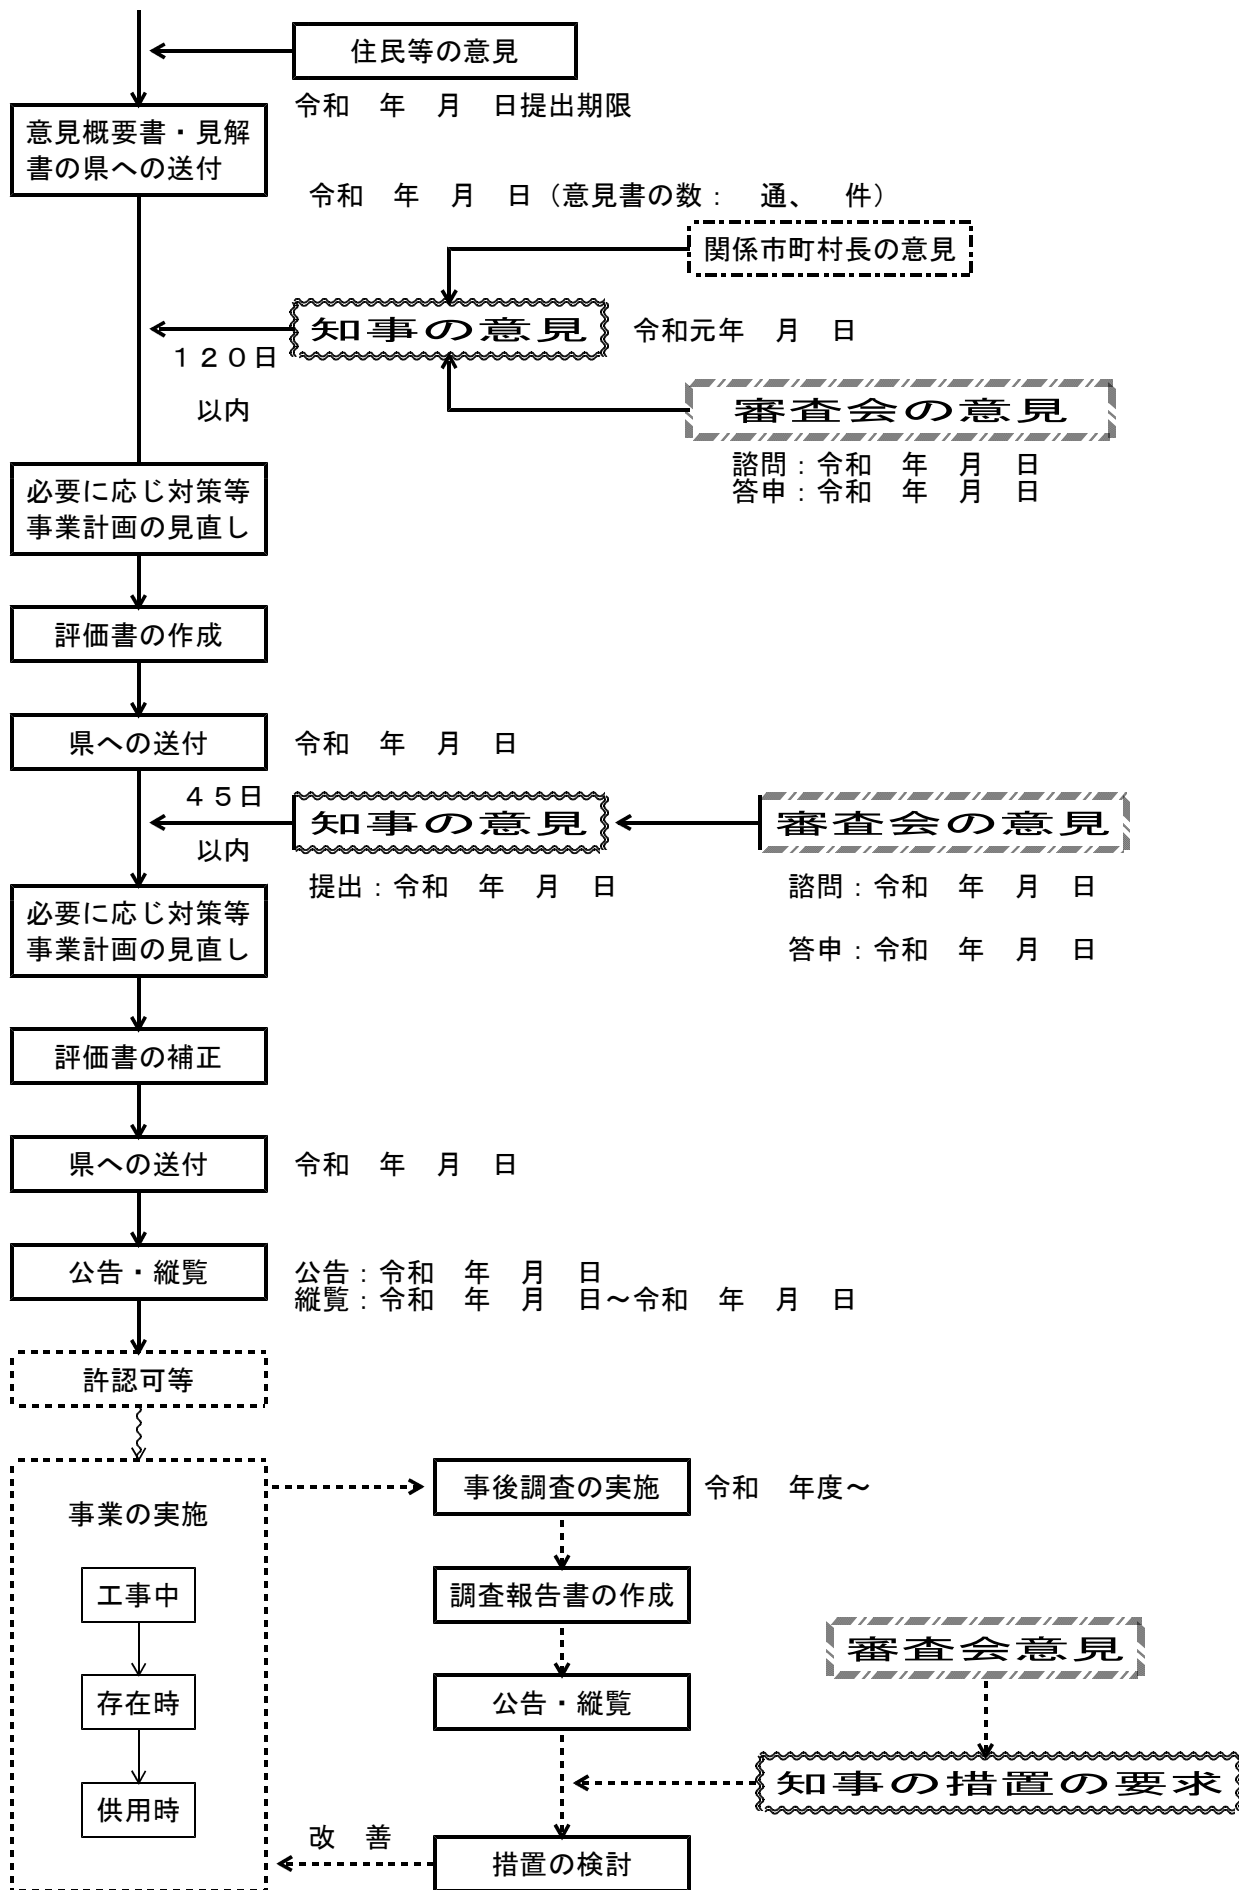 住民等の意見
令和　年　月　日提出期限
意見概要書・見解
書の県への送付
令和　年　月　日（意見書の数：　通、　件）
関係市町村長の意見
知事の意見
令和元年　月　日
１２０日
以内
審査会の意見
諮問：令和　年　月　日
答申：令和　年　月　日
必要に応じ対策等
事業計画の見直し
評価書の作成
県への送付
令和　年　月　日
４５日
以内
知事の意見
審査会の意見
提出：令和　年　月　日
諮問：令和　年　月　日
答申：令和　年　月　日
必要に応じ対策等
事業計画の見直し
評価書の補正
県への送付
令和　年　月　日
公告・縦覧
公告：令和　年　月　日
縦覧：令和　年　月　日～令和　年　月　日
許認可等
事業の実施
工事中
存在時
供用時
事後調査の実施
令和　年度～
調査報告書の作成
公告・縦覧
審査会意見
知事の措置の要求
改　善
措置の検討